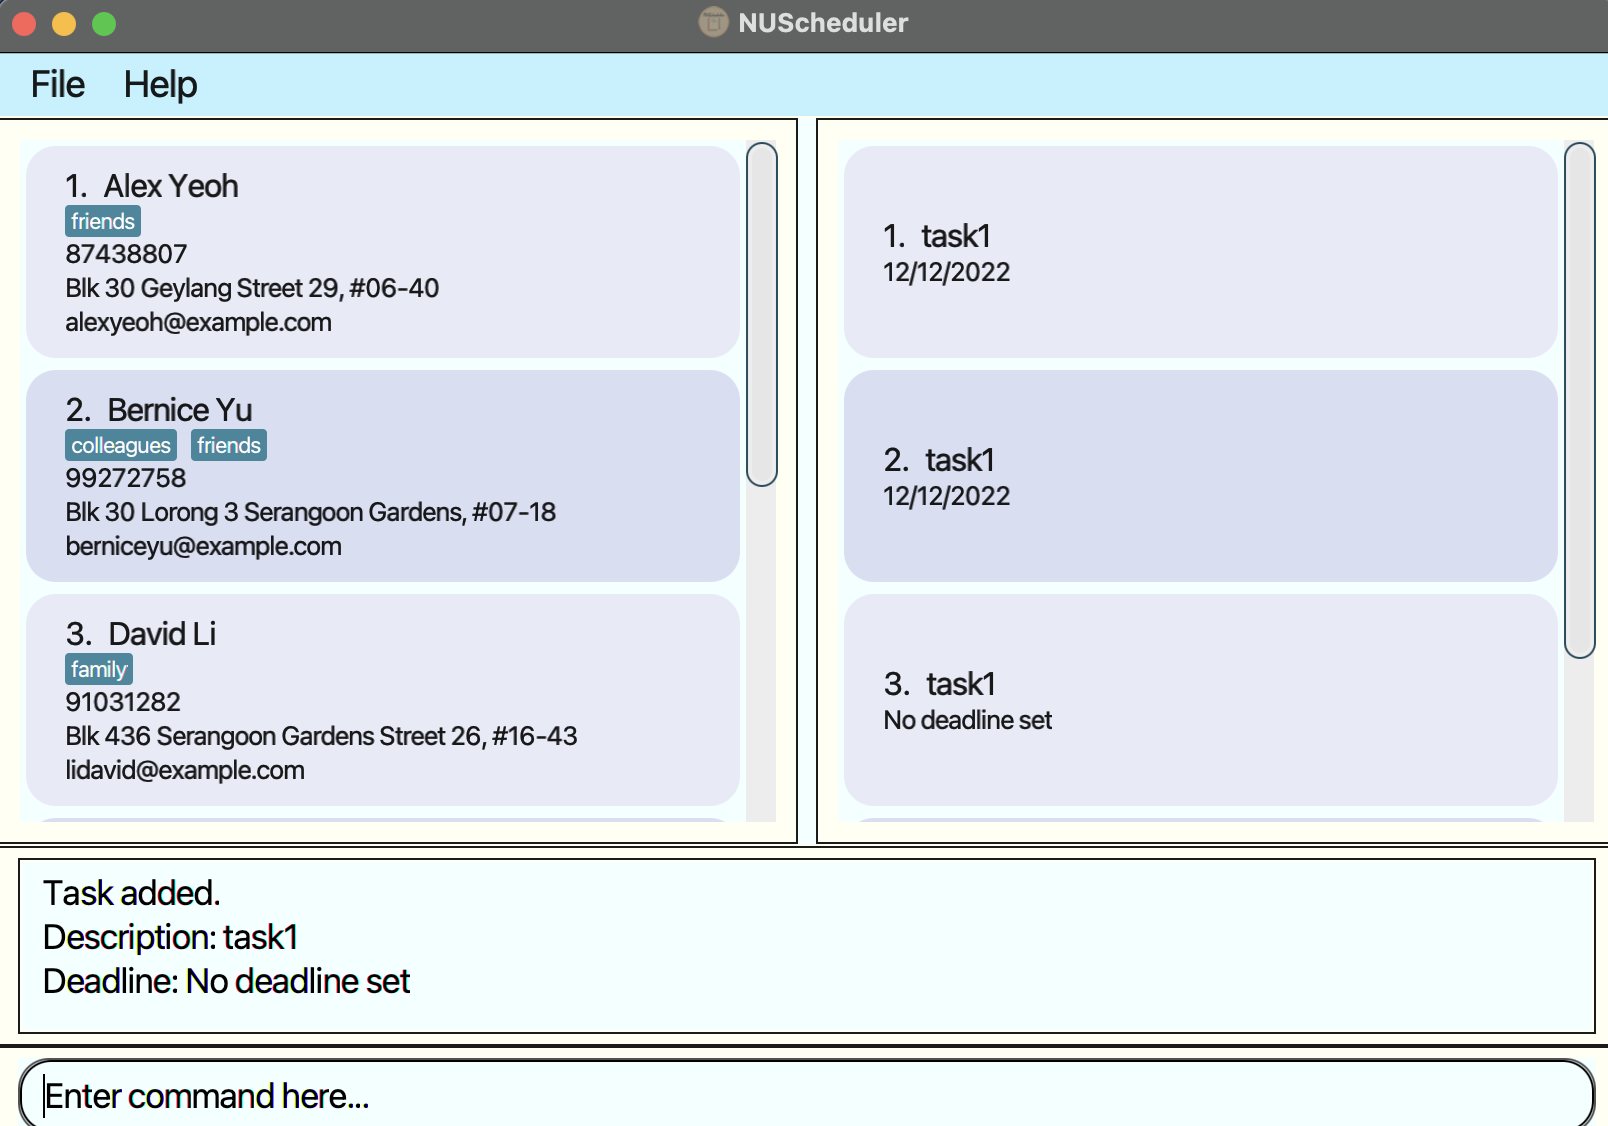 NUScheduler
File Help
1. Alex Yeoh
friends
87438807
Blk 30 Geylang Street 29, #06-40
alexyeoh@example.com
2. Bernice Yu
colleagues friends
99272758
Blk 30 Lorong 3 Serangoon Gardens, #07-18
berniceyu@example.com
3. David Li
family
91031282
Blk 436 Serangoon Gardens Street 26, #16-43
lidavid@example.com
1. task1
12/12/2022
2. task1
12/12/2022
3. task1
No deadline set
Task added.
Description: task1
Deadline: No deadline set
Enter command here...